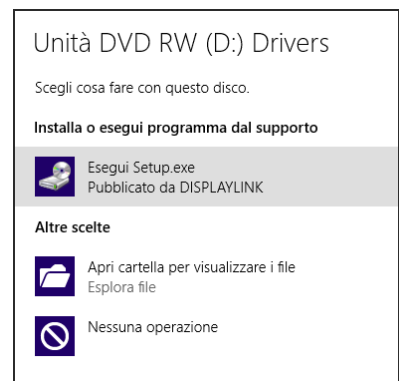 Unità DVD RW (D:) Drivers
Scegli cosa fare con questo disco.
Installa o esegui programma dal supporto
Esegui Setup.exe
Pubblicato da DISPLAYLINK
Altre scelte
Apri cartella per visualizzare i file
Esplora file
Nessuna operazione